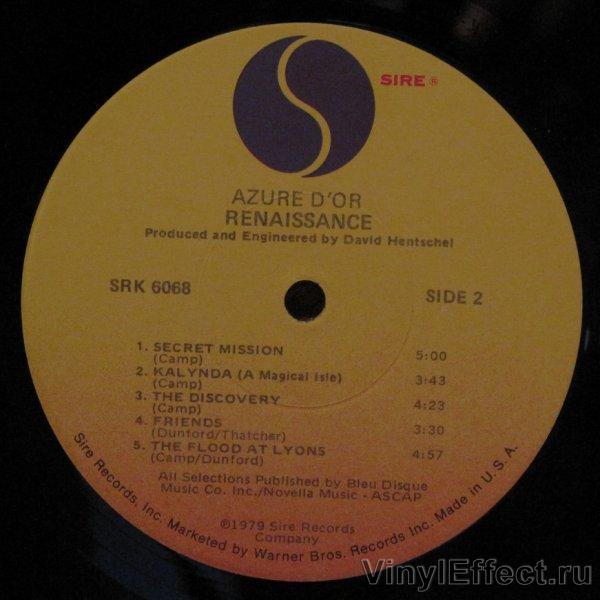 SIRE ®
AZURE D'OR
RENAISSANCE
Produced and Engineered by David Hentschel
SRK 6068
SIDE 2
1. SECRET MISSION 5:00
(Camp)
2. KALYNDA (A Magical Isle) 3:43
(Camp)
3. THE DISCOVERY 4:23
(Camp)
4. FRIENDS 3:30
(Dunford/Thatcher)
5. THE FLOOD AT LYONS 4:57
(Camp/Dunford)
All Selections Published by Bleu Disque
Music Co. Inc./Novella Music - ASCAP
©1979 Sire Records
Company
Sire Records, Inc. Marketed by Warner Bros. Records Inc. Made in U.S.A.
VinylEffect.ru